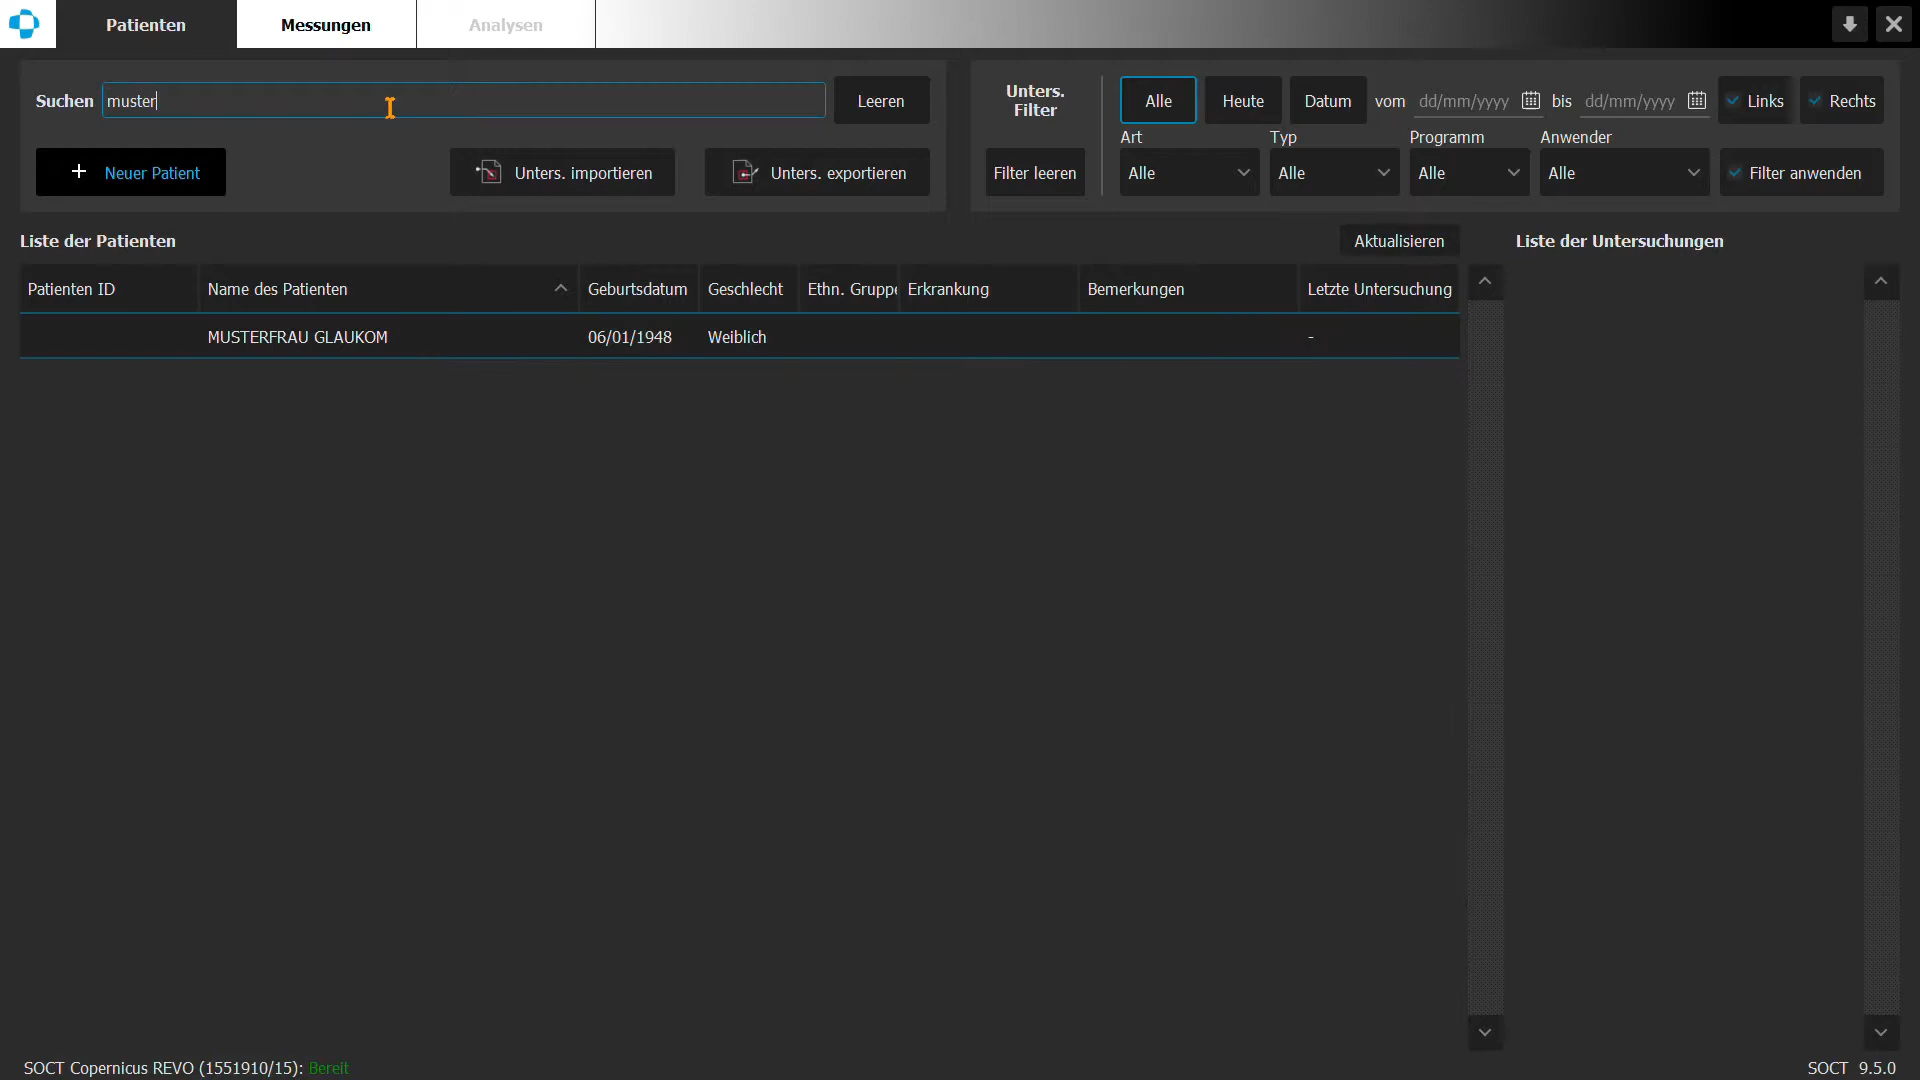 Patienten
Messungen
Analysen
Suchen muster Leeren
Neuer Patient Unters. importieren Unters. exportieren
Unters.
Filter
Alle Heute Datum vom dd/mm/yyyy bis dd/mm/yyyy Links Rechts
Art Typ Programm Anwender
Filter leeren Alle Alle Alle Alle Filter anwenden
Liste der Patienten Aktualisieren Liste der Untersuchungen
Patienten ID Name des Patienten Geburtsdatum Geschlecht Ethn. Gruppe Erkrankung Bemerkungen Letzte Untersuchung
MUSTERFRAU GLAUKOM 06/01/1948 Weiblich -
SOCT Copernicus REVO (1551910/15): Bereit SOCT 9.5.0